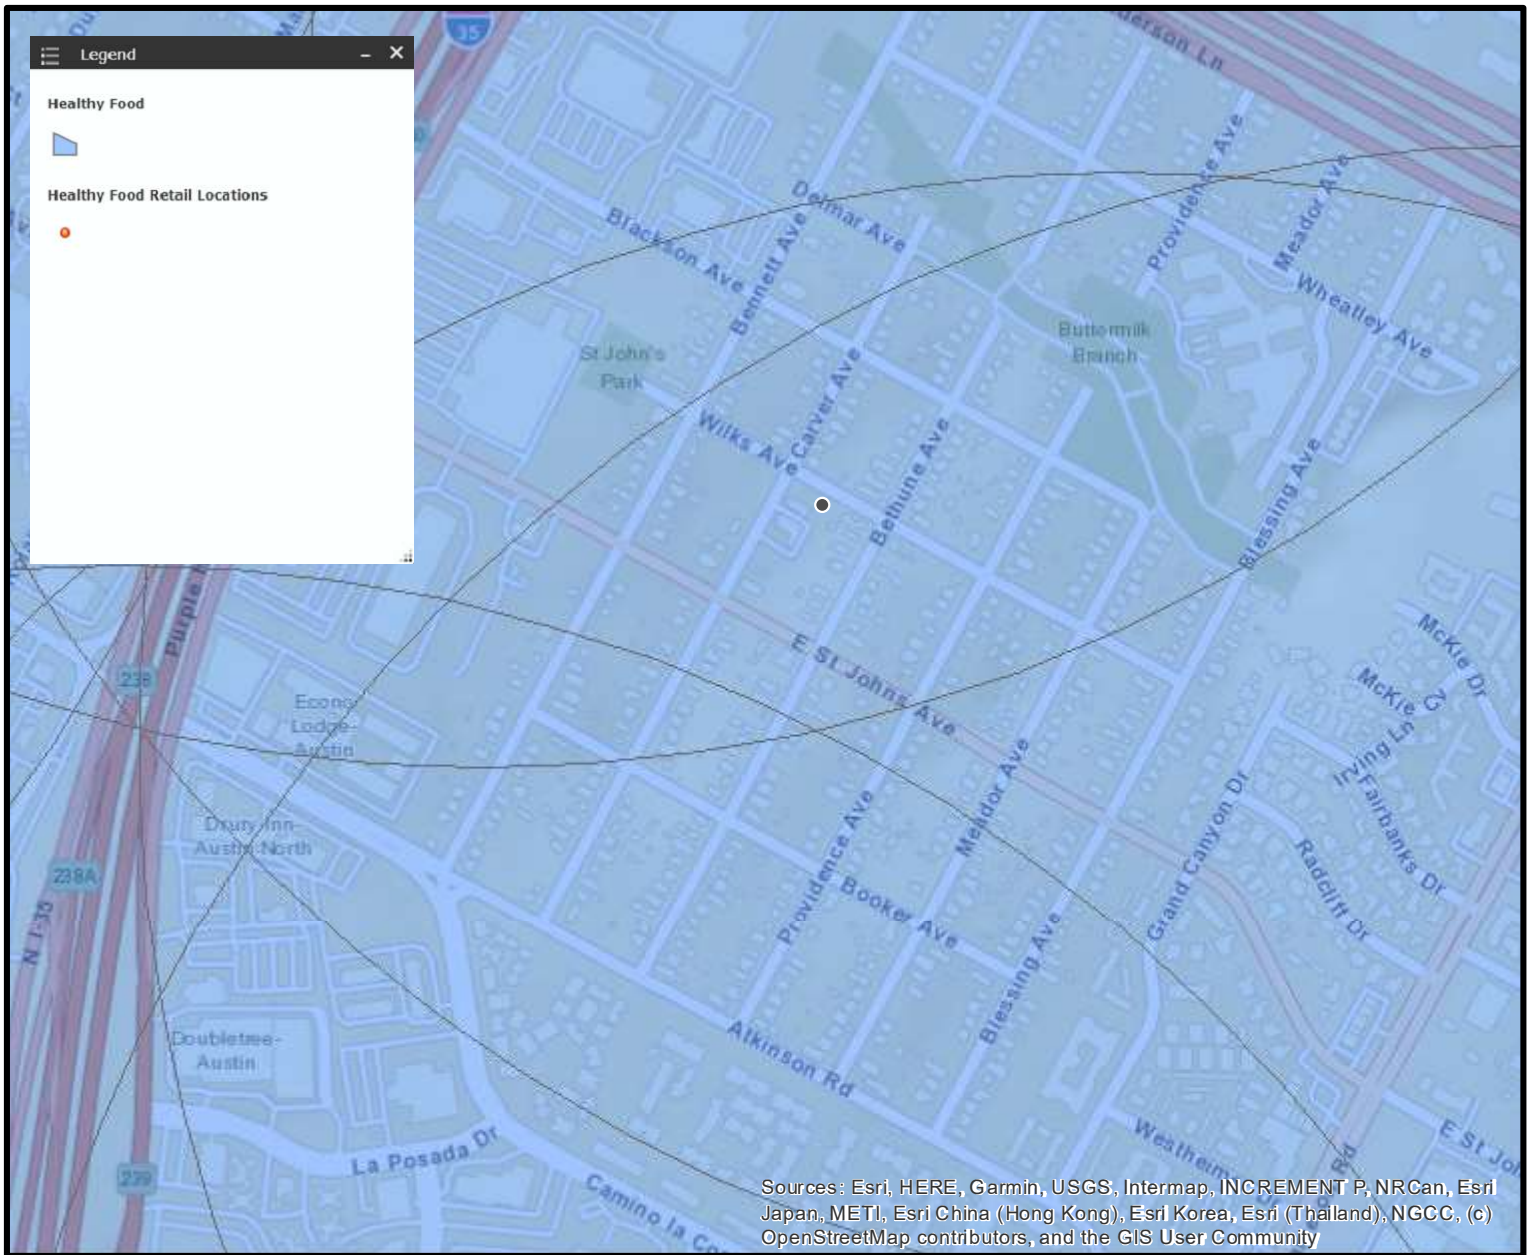 Legend
Healthy Food
Healthy Food Retail Locations
35
derson Ln
Delmar Ave
Blackson Ave
Bennett Ave
Providence Ave
Meador Ave
Wheatley Ave
St John's
Park
Buttermilk
Branch
Wilks Ave
Carver Ave
Bethune Ave
Blessing Ave
Purple
238
E St Johns Ave
McKie Dr
McKie Cv
Irving Ln
Fairbanks Dr
Radcliff Dr
Grand Canyon Dr
Econo
Lodge-
Austin
Drury-Inn-
Austin-North
238A
N I-35
Providence Ave
Meador Ave
Booker Ave
Blessing Ave
Doubletree-
Austin
Atkinson Rd
La Posada Dr
239
Camino la Co
Westheim
Rd
E St Joh
Sources: Esri, HERE, Garmin, USGS, Intermap, INCREMENT P, NRCan, Esri
Japan, METI, Esri China (Hong Kong), Esri Korea, Esri (Thailand), NGCC, (c)
OpenStreetMap contributors, and the GIS User Community